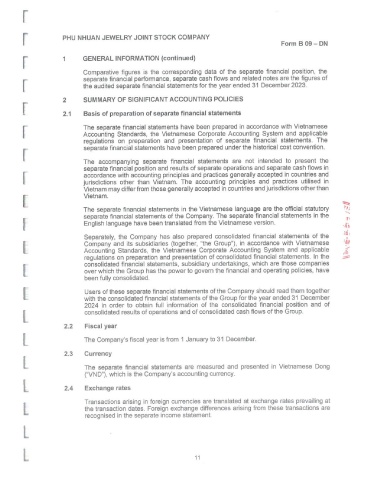 PHU NHUAN JEWELRY JOINT STOCK COMPANY
Form B 09 – DN
1 GENERAL INFORMATION (continued)
Comparative figures is the corresponding data of the separate financial position, the
separate financial performance, separate cash flows and related notes are the figures of
the audited separate financial statements for the year ended 31 December 2023.
2 SUMMARY OF SIGNIFICANT ACCOUNTING POLICIES
2.1 Basis of preparation of separate financial statements
The separate financial statements have been prepared in accordance with Vietnamese
Accounting Standards, the Vietnamese Corporate Accounting System and applicable
regulations on preparation and presentation of separate financial statements. The
separate financial statements have been prepared under the historical cost convention.
The accompanying separate financial statements are not intended to present the
separate financial position and results of separate operations and separate cash flows in
accordance with accounting principles and practices generally accepted in countries and
jurisdictions other than Vietnam. The accounting principles and practices utilised in
Vietnam may differ from those generally accepted in countries and jurisdictions other than
Vietnam.
The separate financial statements in the Vietnamese language are the official statutory
separate financial statements of the Company. The separate financial statements in the
English language have been translated from the Vietnamese version.
Separately, the Company has also prepared consolidated financial statements of the
Company and its subsidiaries (together, "the Group"), in accordance with Vietnamese
Accounting Standards, the Vietnamese Corporate Accounting System and applicable
regulations on preparation and presentation of consolidated financial statements. In the
consolidated financial statements, subsidiary undertakings, which are those companies
over which the Group has the power to govern the financial and operating policies, have
been fully consolidated.
Users of these separate financial statements of the Company should read them together
with the consolidated financial statements of the Group for the year ended 31 December
2024 in order to obtain full information of the consolidated financial position and of
consolidated results of operations and of consolidated cash flows of the Group.
2.2 Fiscal year
The Company's fiscal year is from 1 January to 31 December.
2.3 Currency
The separate financial statements are measured and presented in Vietnamese Dong
("VND"), which is the Company's accounting currency.
2.4 Exchange rates
Transactions arising in foreign currencies are translated at exchange rates prevailing at
the transaction dates. Foreign exchange differences arising from these transactions are
recognised in the separate income statement.
11